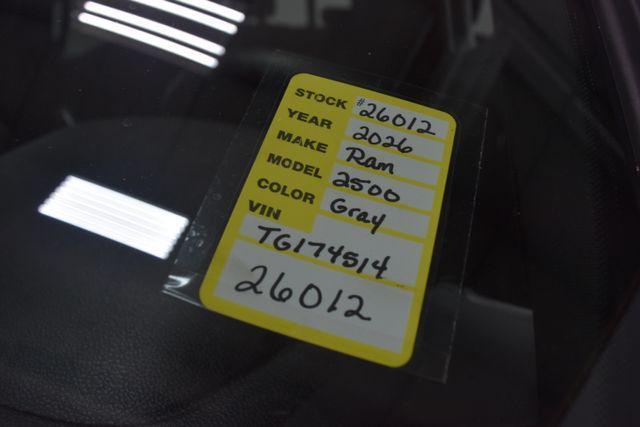 STOCK #26012
YEAR 2026
MAKE Ram
MODEL 2500
COLOR Gray
VIN
TG174514
26012